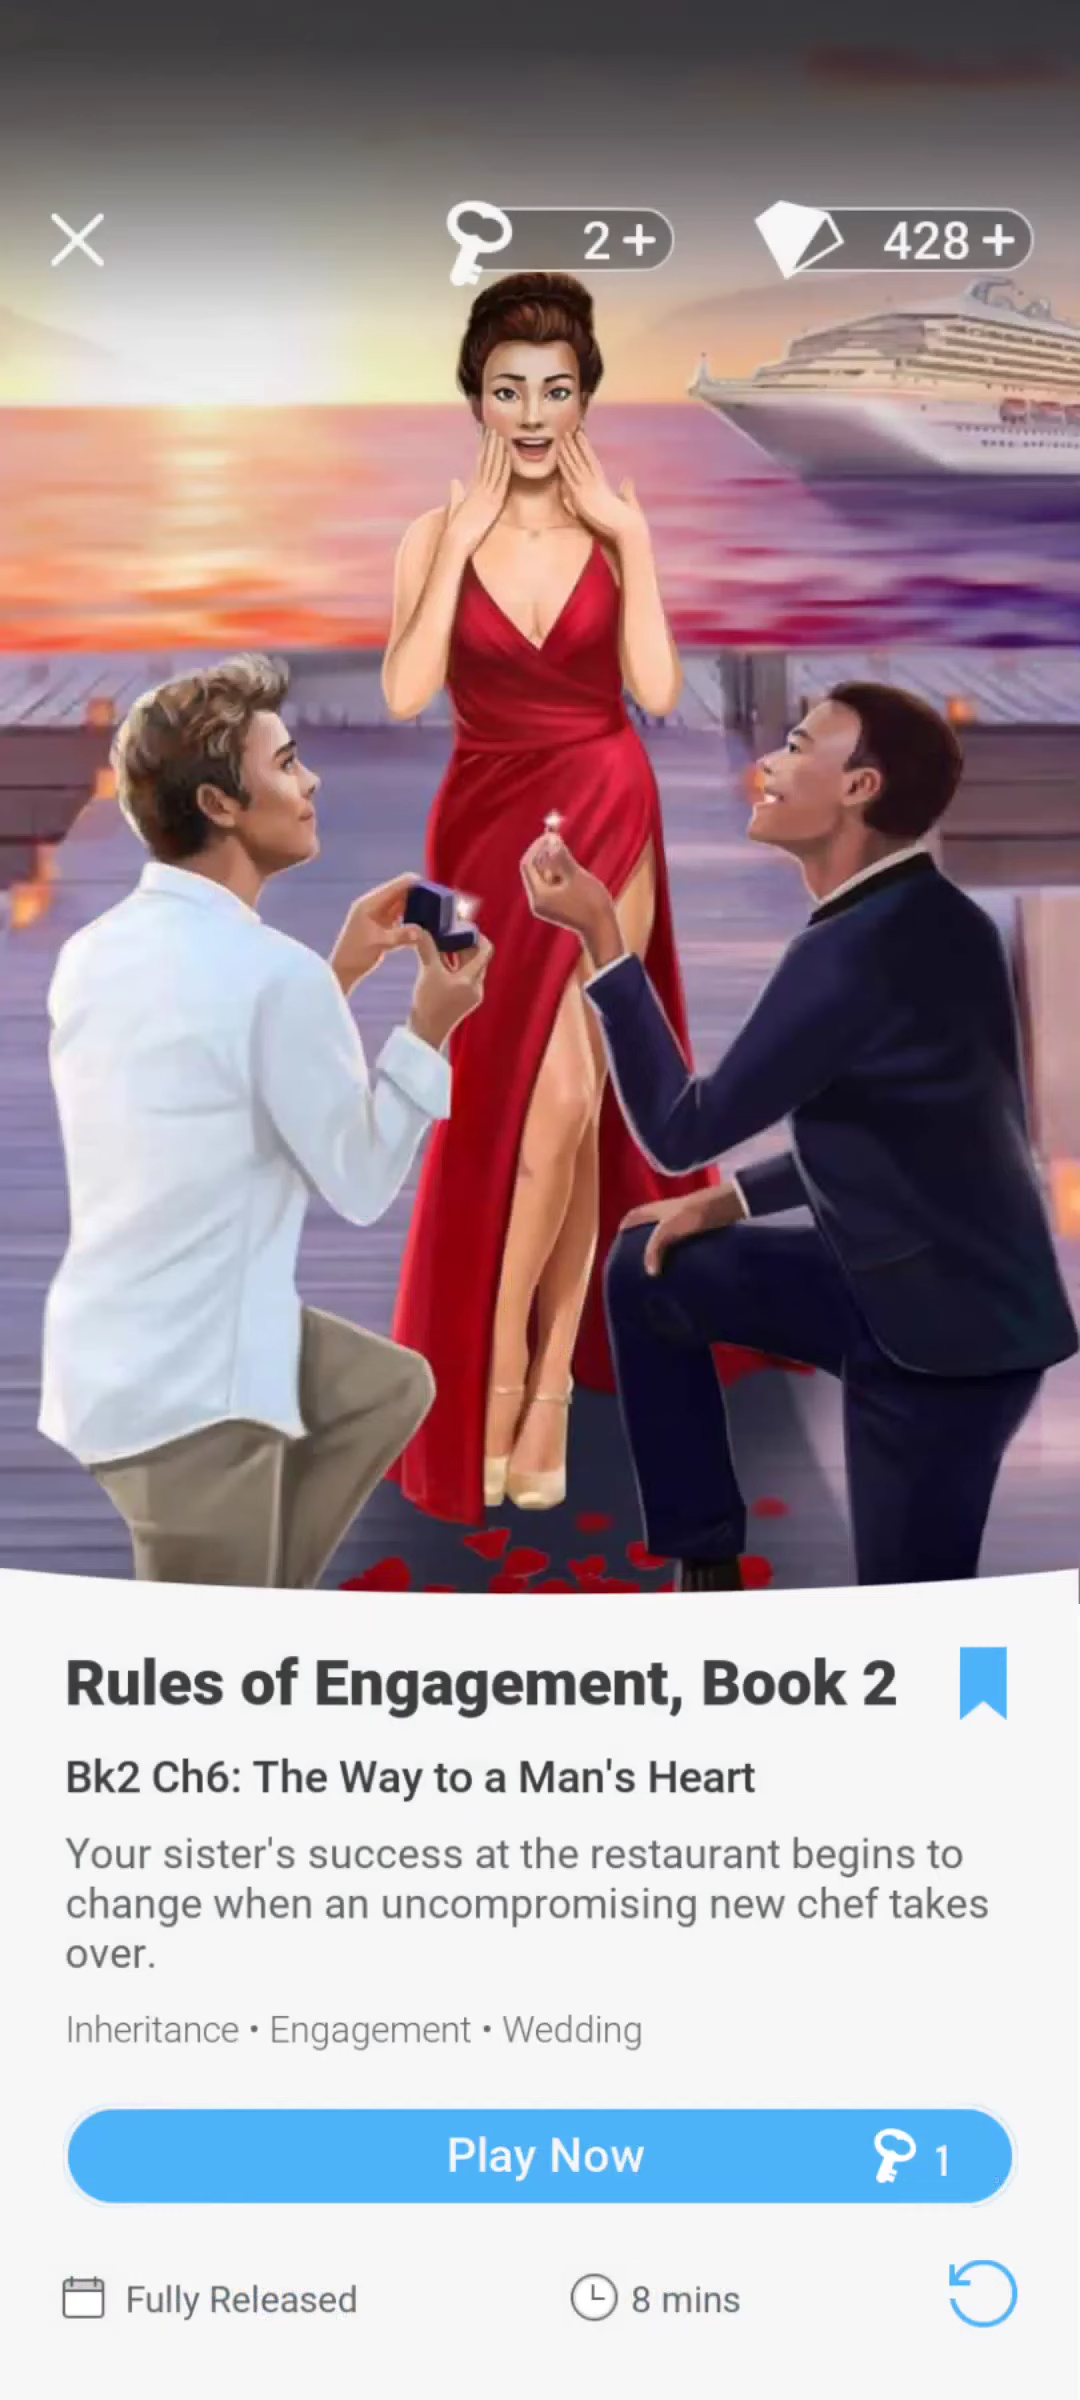 2 +
428 +
Rules of Engagement, Book 2
Bk2 Ch6: The Way to a Man's Heart
Your sister's success at the restaurant begins to
change when an uncompromising new chef takes
over.
Inheritance • Engagement • Wedding
Play Now 1
Fully Released
8 mins